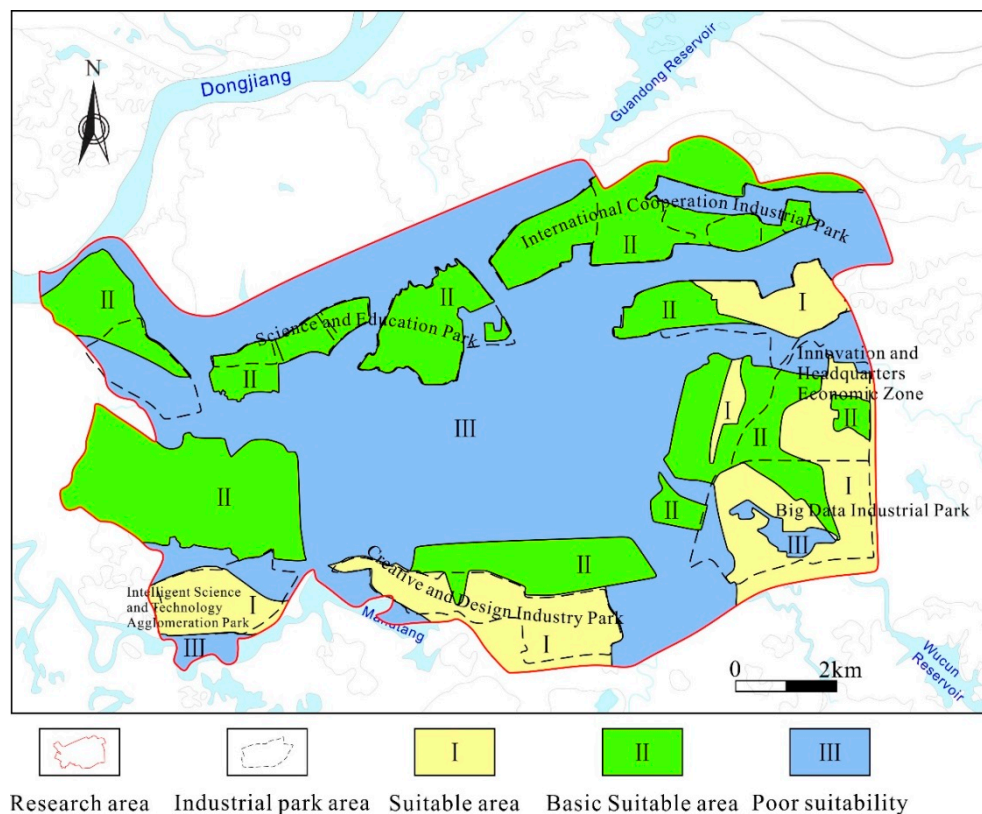 N
Dongjiang
Guandong Reservoir
International Cooperation Industrial Park
II
II
II
I
Science and Education Park
II
II
Innovation and
Headquarters
Economic Zone
I
II
III
II
II
I
II
Big Data Industrial Park
III
II
Creative and Design Industry Park
Intelligent Science
and Technology
Agglomeration Park
I
III
I
Wucun
Reservoir
0 2km
I II III
Research area Industrial park area Suitable area Basic Suitable area Poor suitability